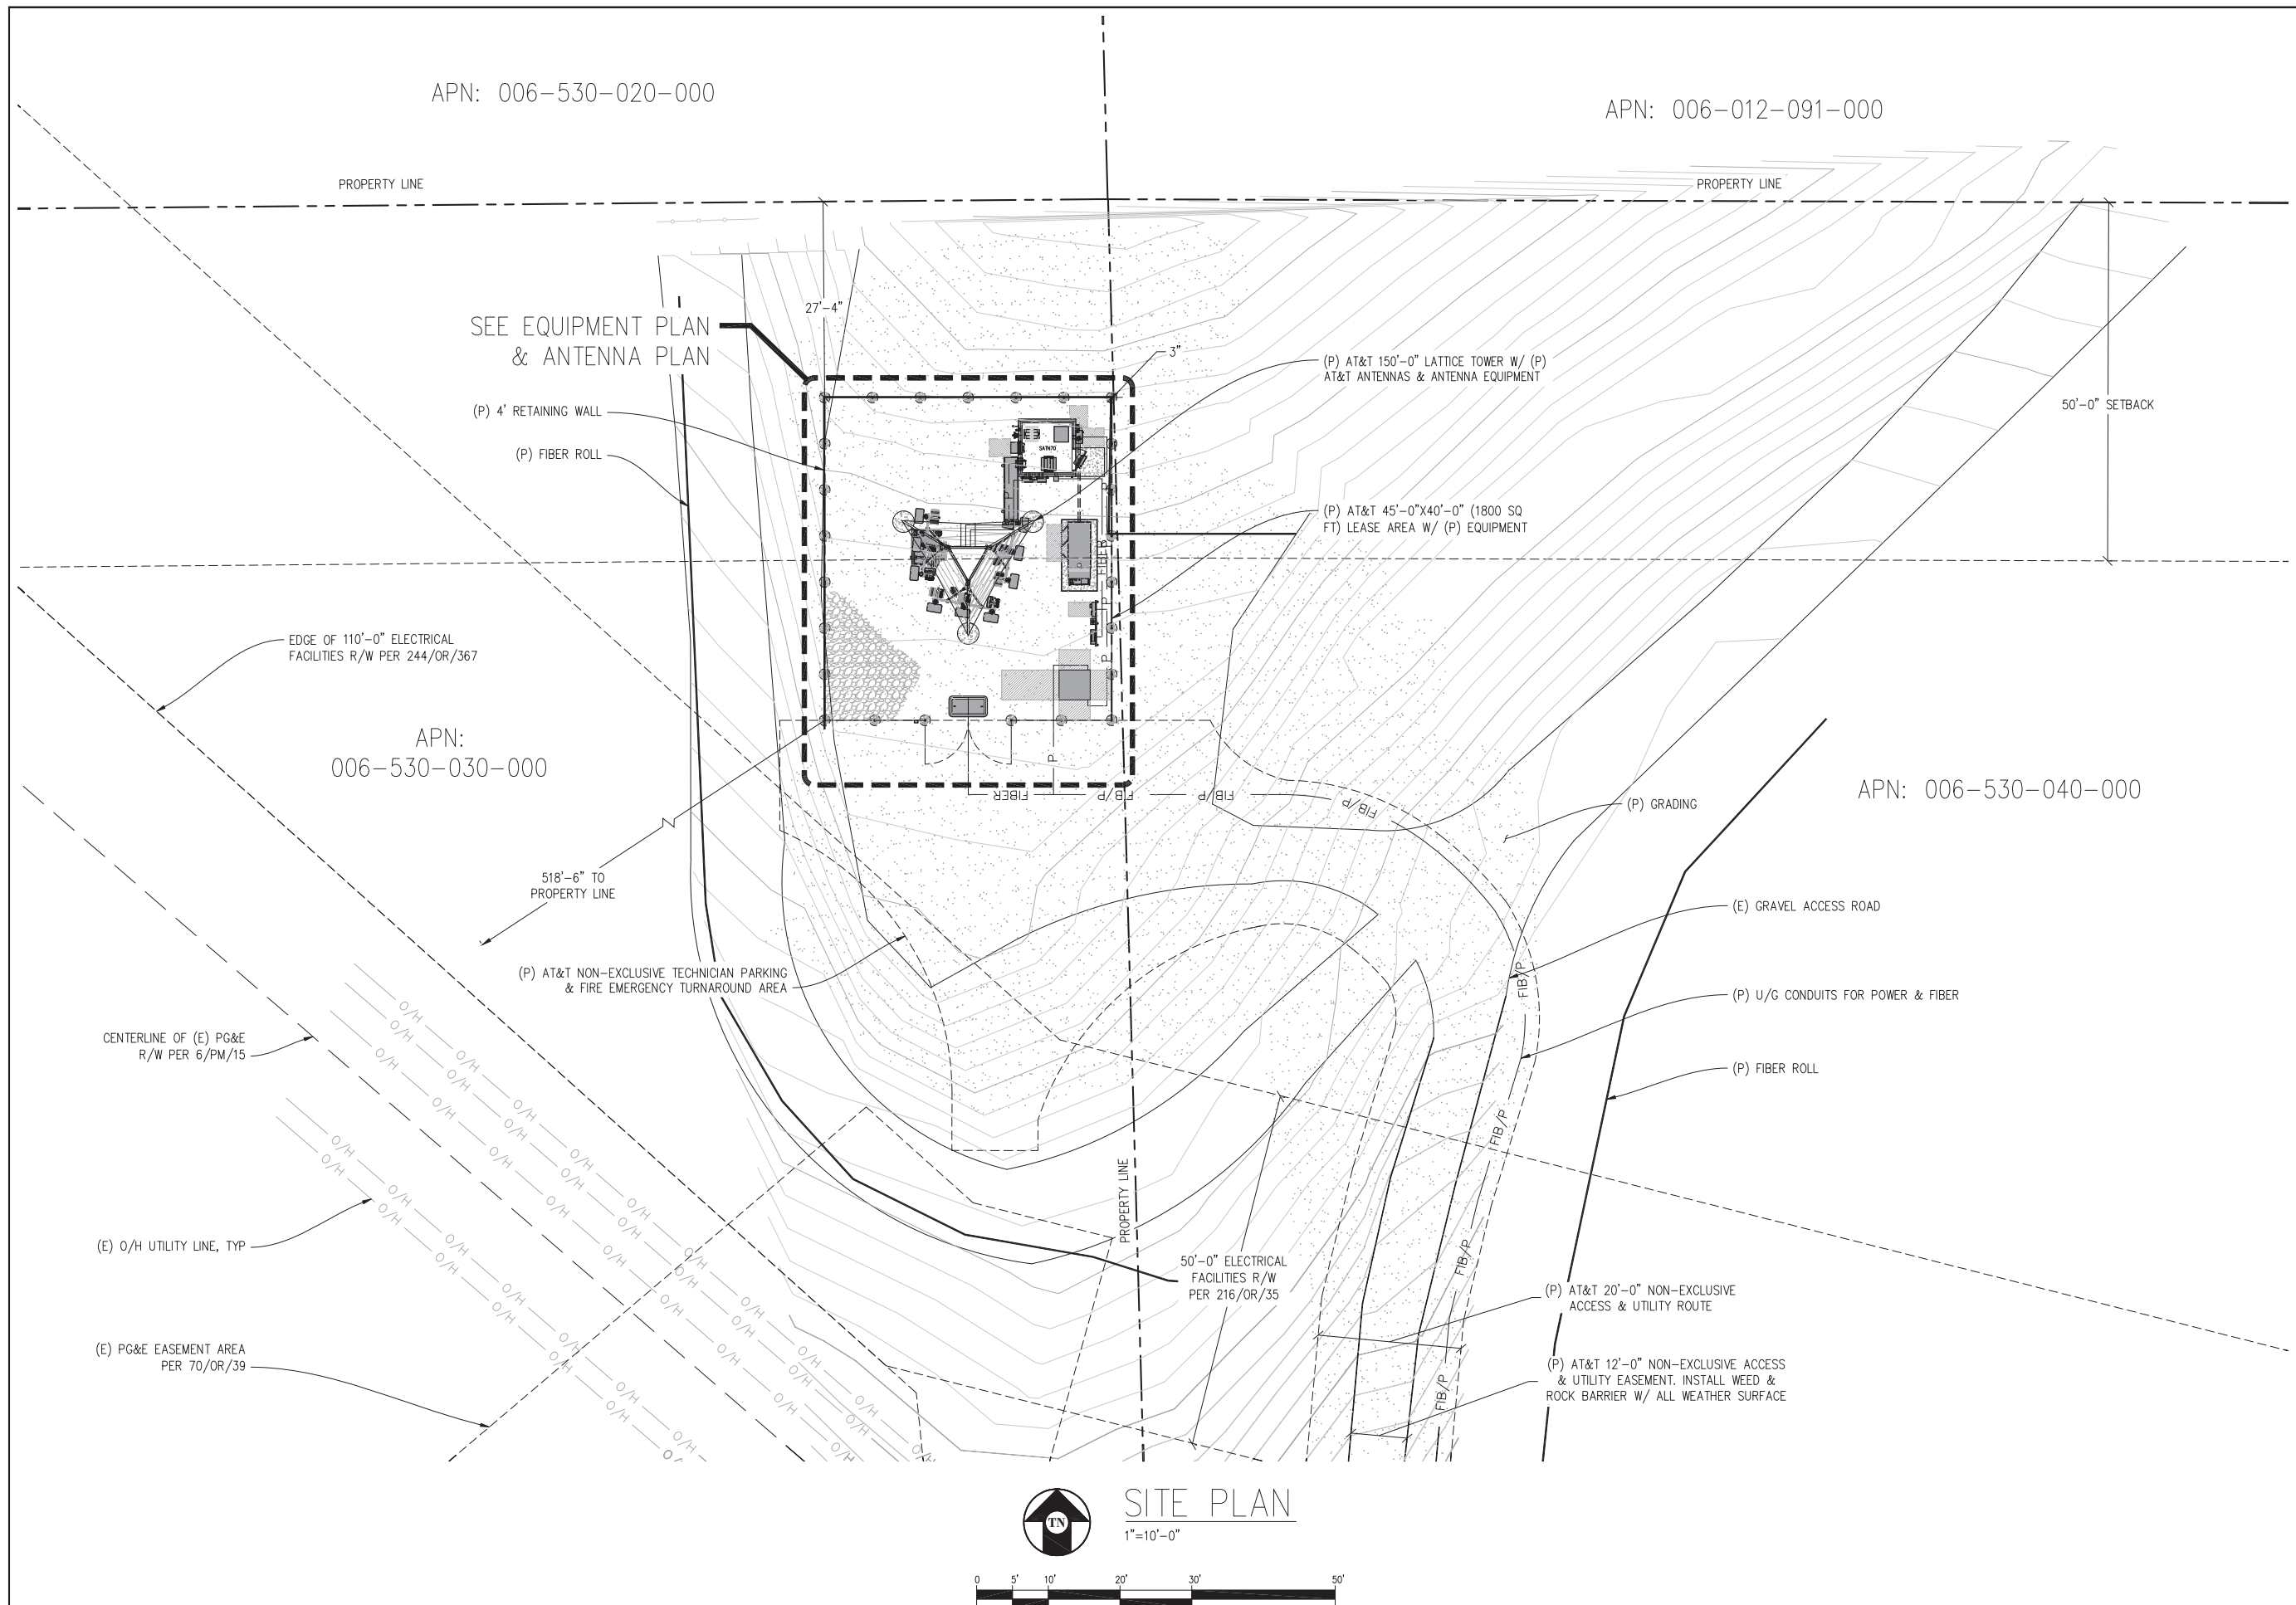 APN: 006-530-020-000
APN: 006-012-091-000
PROPERTY LINE
PROPERTY LINE
27'-4"
SEE EQUIPMENT PLAN
& ANTENNA PLAN
3"
(P) AT&T 150'-0" LATTICE TOWER W/ (P)
AT&T ANTENNAS & ANTENNA EQUIPMENT
50'-0" SETBACK
(P) 4' RETAINING WALL
(P) FIBER ROLL
(P) AT&T 45'-0"X40'-0" (1800 SQ
FT) LEASE AREA W/ (P) EQUIPMENT
P
P
FIBER
P
P
EDGE OF 110'-0" ELECTRICAL
FACILITIES R/W PER 244/OR/367
APN:
006-530-030-000
P
FIBER
FIB/P
FIB/P
FIB/P
(P) GRADING
APN: 006-530-040-000
518'-6" TO
PROPERTY LINE
(E) GRAVEL ACCESS ROAD
(P) AT&T NON-EXCLUSIVE TECHNICIAN PARKING
& FIRE EMERGENCY TURNAROUND AREA
FIB/P
(P) U/G CONDUITS FOR POWER & FIBER
CENTERLINE OF (E) PG&E
R/W PER 6/PM/15
(P) FIBER ROLL
FIB/P
PROPERTY LINE
(E) O/H UTILITY LINE, TYP
O/H
O/H
O/H
O/H
O/H
O/H
FIB/P
50'-0" ELECTRICAL
FACILITIES R/W
PER 216/OR/35
(P) AT&T 20'-0" NON-EXCLUSIVE
ACCESS & UTILITY ROUTE
(E) PG&E EASEMENT AREA
PER 70/OR/39
FIB/P
(P) AT&T 12'-0" NON-EXCLUSIVE ACCESS
& UTILITY EASEMENT. INSTALL WEED &
ROCK BARRIER W/ ALL WEATHER SURFACE
TN
SITE PLAN
1"=10'-0"
0 5' 10' 20' 30' 50'